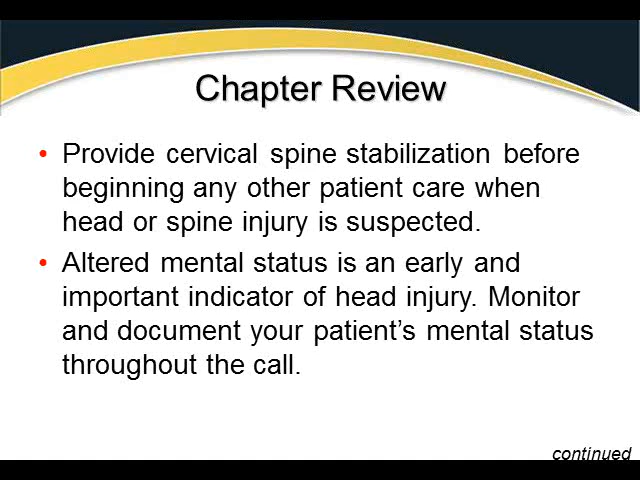 Chapter Review
• Provide cervical spine stabilization before
beginning any other patient care when
head or spine injury is suspected.
• Altered mental status is an early and
important indicator of head injury. Monitor
and document your patient’s mental status
throughout the call.
continued